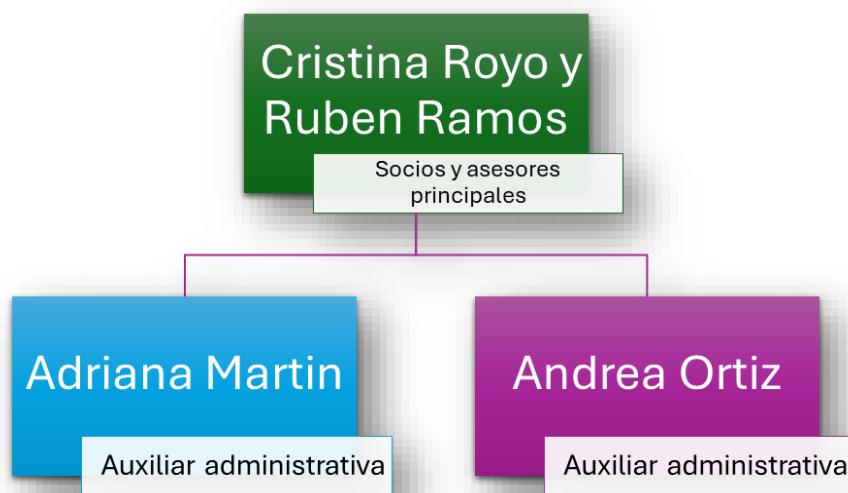 Cristina Royo y
Ruben Ramos
Socios y asesores
principales
Adriana Martin
Auxiliar administrativa
Andrea Ortiz
Auxiliar administrativa